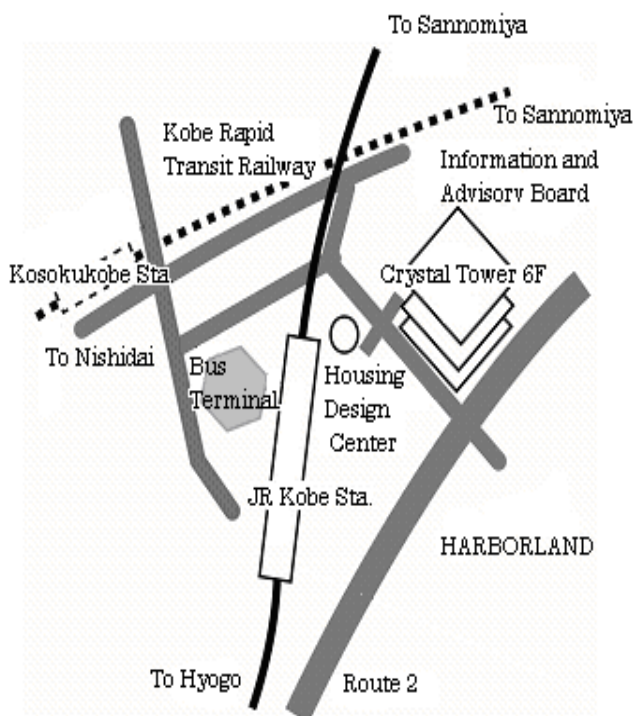 To Sannomiya
To Sannomiya
Kobe Rapid
Transit Railway
Information and
Advisory Board
Kosokukobe Sta.
Crystal Tower 6F
To Nishidai
Bus
Terminal
Housing
Design
Center
JR Kobe Sta.
HARBORLAND
To Hyogo
Route 2